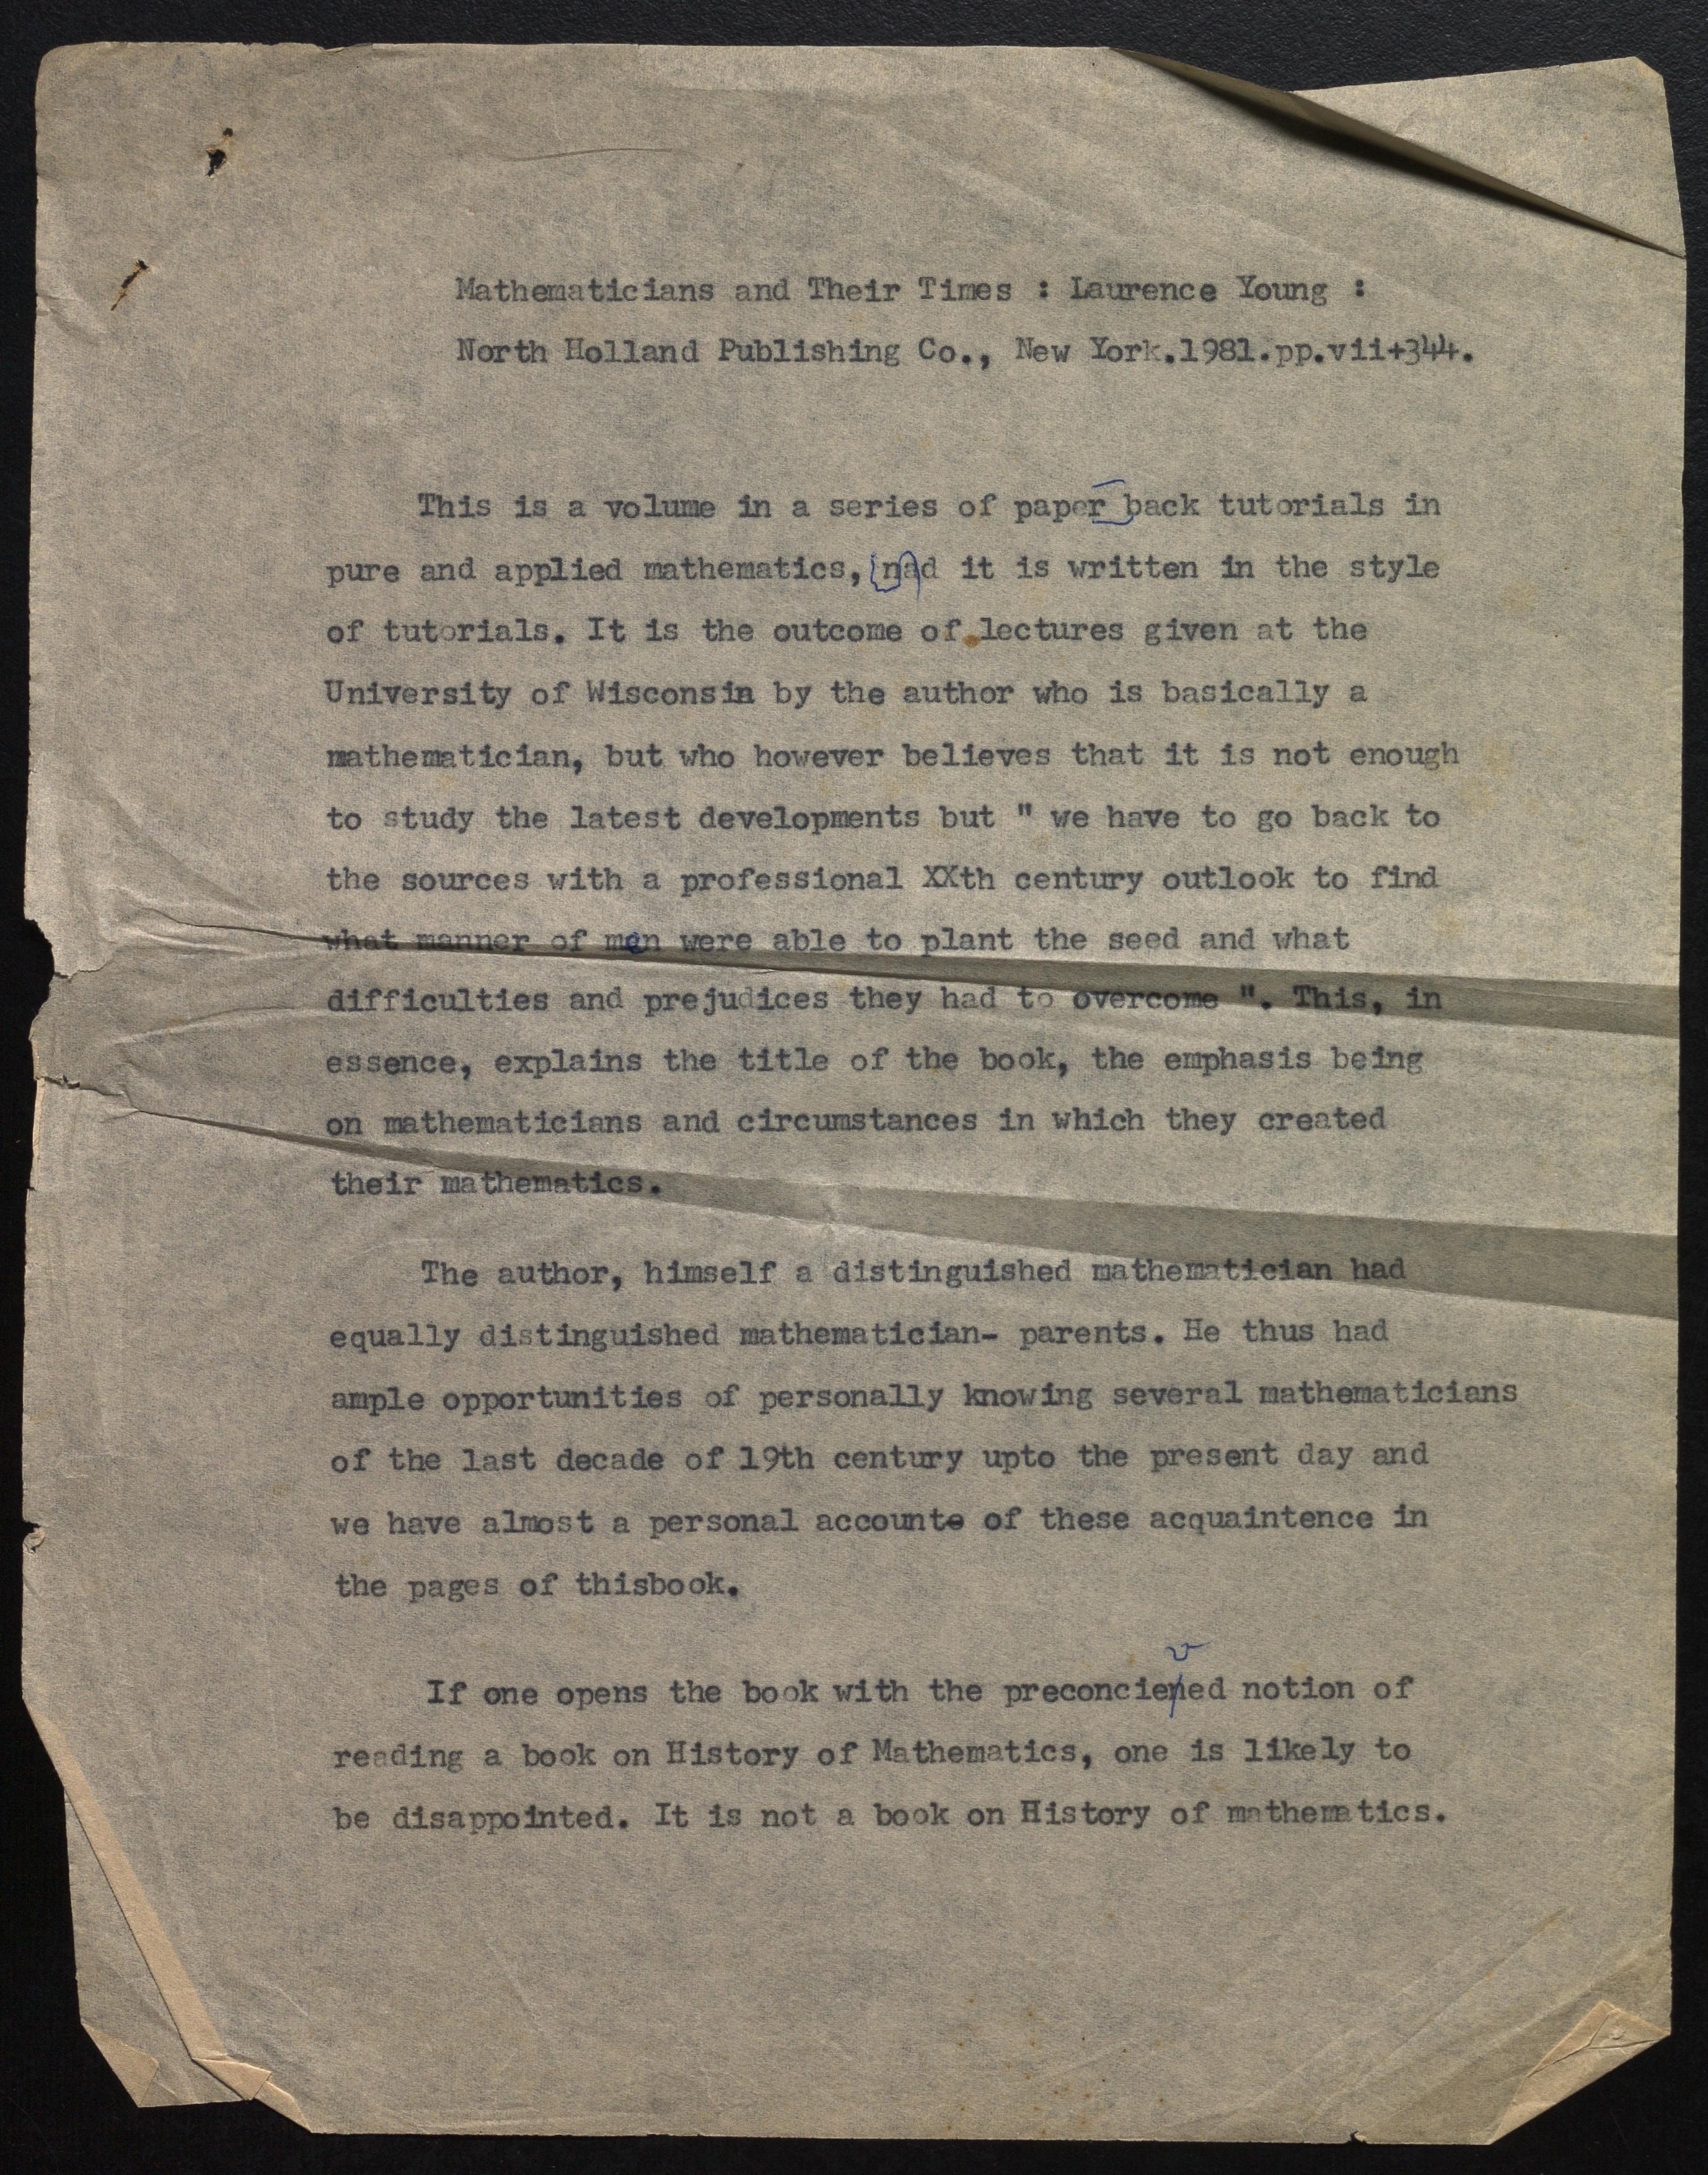 Mathematicians and Their Times : Laurence Young :
North Holland Publishing Co., New York.1981.pp.vii+344.
This is a volume in a series of paper back tutorials in
pure and applied mathematics, nad it is written in the style
of tutorials. It is the outcome of lectures given at the
University of Wisconsin by the author who is basically a
mathematician, but who however believes that it is not enough
to study the latest developments but " we have to go back to
the sources with a professional XXth century outlook to find
what manner of men were able to plant the seed and what
difficulties and prejudices they had to overcome ". This, in
essence, explains the title of the book, the emphasis being
on mathematicians and circumstances in which they created
their mathematics.
The author, himself a distinguished mathematician had
equally distinguished mathematician- parents. He thus had
ample opportunities of personally knowing several mathematicians
of the last decade of 19th century upto the present day and
we have almost a personal accounte of these acquaintence in
the pages of thisbook.
v
If one opens the book with the preconciened notion of
reading a book on History of Mathematics, one is likely to
be disappointed. It is not a book on History of mathematics.